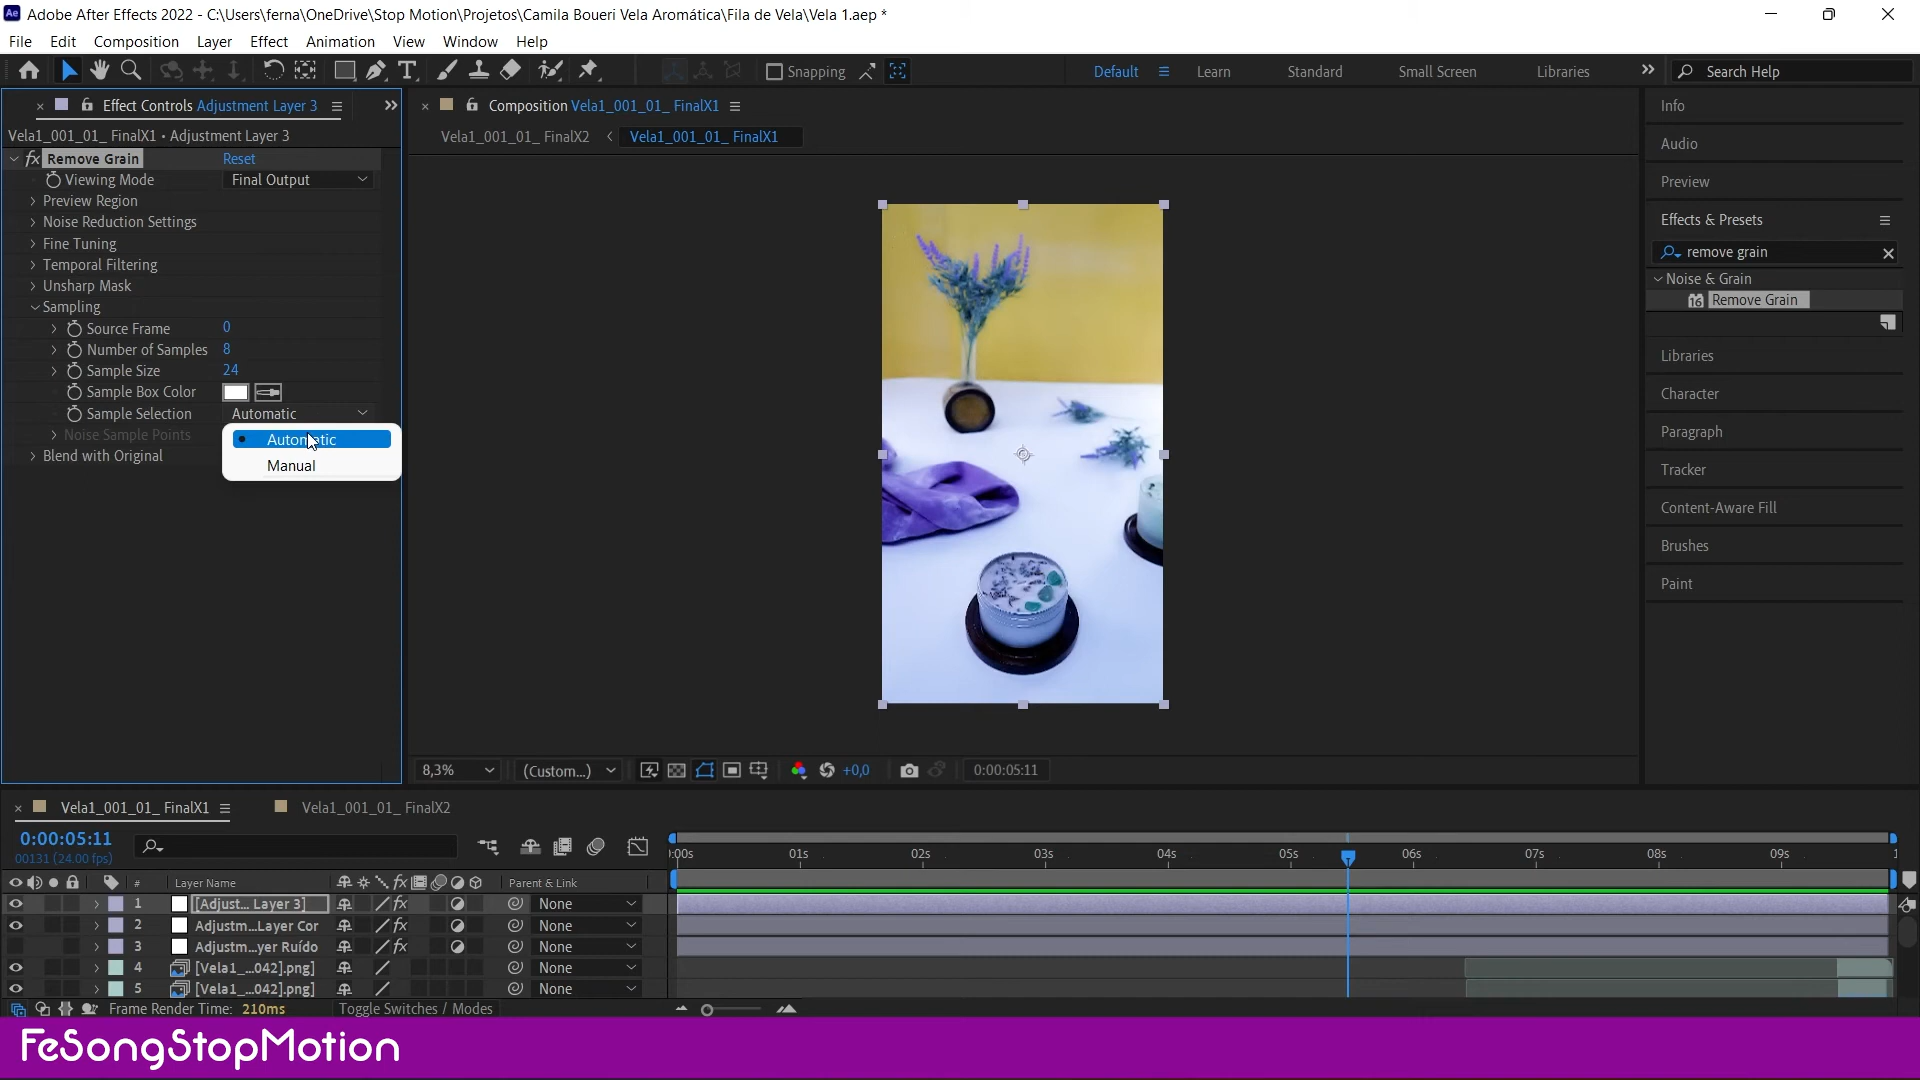 Adobe After Effects 2022 - C:\Users\ferna\OneDrive\Stop Motion\Projetos\Camila Boueri Vela Aromática\Fila de Vela\Vela 1.aep *
File Edit Composition Layer Effect Animation View Window Help
Snapping
Default Learn Standard Small Screen Libraries Search Help
Effect Controls Adjustment Layer 3
Vela1_001_01_ FinalX1 • Adjustment Layer 3
fx Remove Grain Reset
Viewing Mode Final Output
Preview Region
Noise Reduction Settings
Fine Tuning
Temporal Filtering
Unsharp Mask
Sampling
Source Frame 0
Number of Samples 8
Sample Size 24
Sample Box Color
Sample Selection Automatic
Noise Sample Points
Blend with Original
Automatic
Manual
Composition Vela1_001_01_ FinalX1
Vela1_001_01_ FinalX2 < Vela1_001_01_ FinalX1
8,3% (Custom...) +0,0 0:00:05:11
Info
Audio
Preview
Effects & Presets
remove grain
Noise & Grain
16 Remove Grain
Libraries
Character
Paragraph
Tracker
Content-Aware Fill
Brushes
Paint
Vela1_001_01_ FinalX1 Vela1_001_01_ FinalX2
0:00:05:11
00131 (24.00 fps)
):00s 01s 02s 03s 04s 05s 06s 07s 08s 09s 1
# Layer Name fx Parent & Link
1 [Adjust... Layer 3] fx None
2 Adjustm...Layer Cor fx None
3 Adjustm...yer Ruído fx None
4 [Vela1_...042].png] None
5 [Vela1_...042].png] None
Frame Render Time: 210ms Toggle Switches / Modes
FeSongStopMotion